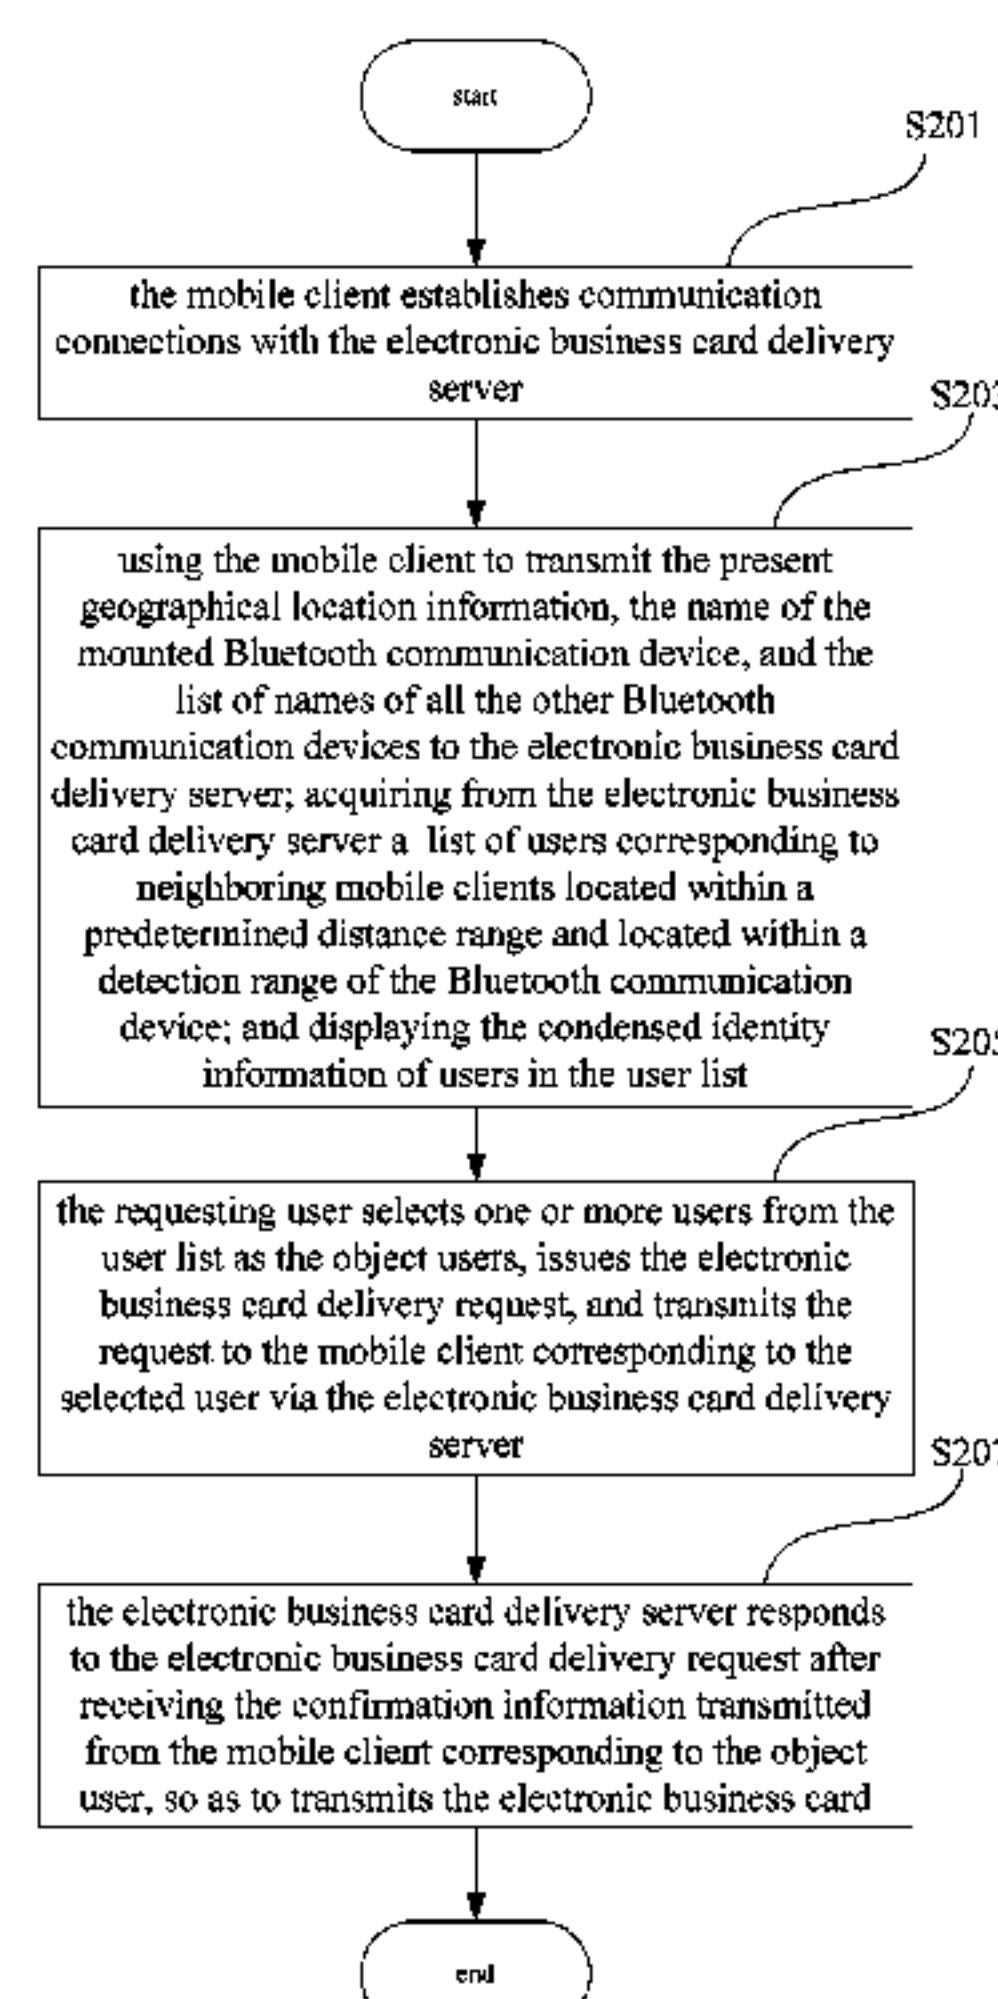 start
S201
the mobile client establishes communication
connections with the electronic business card delivery
server
S203
using the mobile client to transmit the present
geographical location information, the name of the
mounted Bluetooth communication device, and the
list of names of all the other Bluetooth
communication devices to the electronic business card
delivery server; acquiring from the electronic business
card delivery server a list of users corresponding to
neighboring mobile clients located within a
predetermined distance range and located within a
detection range of the Bluetooth communication
device; and displaying the condensed identity
information of users in the user list
S205
the requesting user selects one or more users from the
user list as the object users, issues the electronic
business card delivery request, and transmits the
request to the mobile client corresponding to the
selected user via the electronic business card delivery
server
S207
the electronic business card delivery server responds
to the electronic business card delivery request after
receiving the confirmation information transmitted
from the mobile client corresponding to the object
user, so as to transmits the electronic business card
end